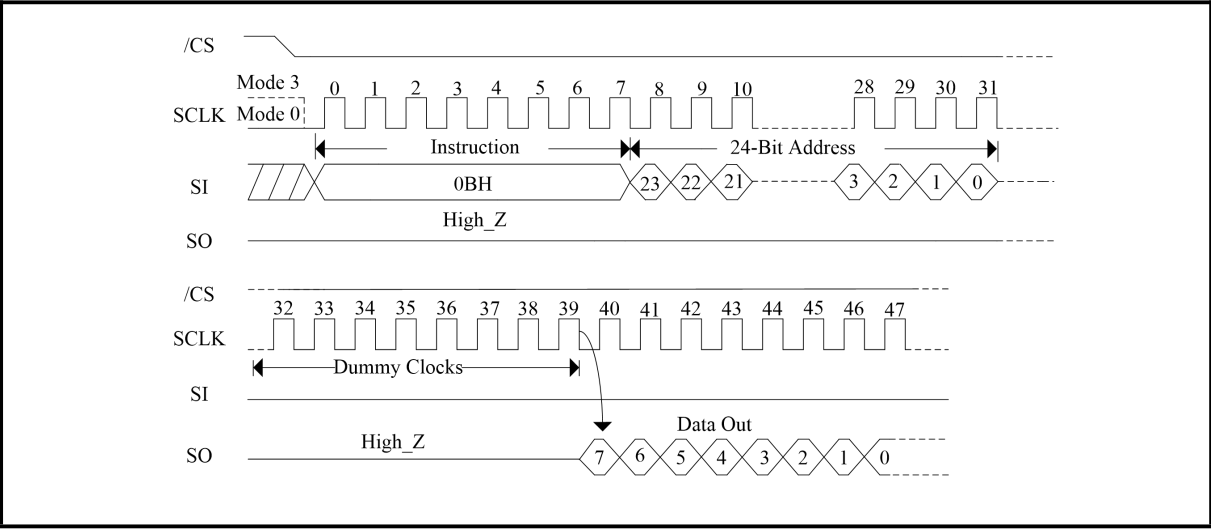 /CS
Mode 3
0 1 2 3 4 5 6 7 8 9 10 28 29 30 31
SCLK Mode 0
Instruction 24-Bit Address
SI 0BH 23 22 21 3 2 1 0
High_Z
SO
/CS
32 33 34 35 36 37 38 39 40 41 42 43 44 45 46 47
SCLK
Dummy Clocks
SI
Data Out
High_Z
SO 7 6 5 4 3 2 1 0